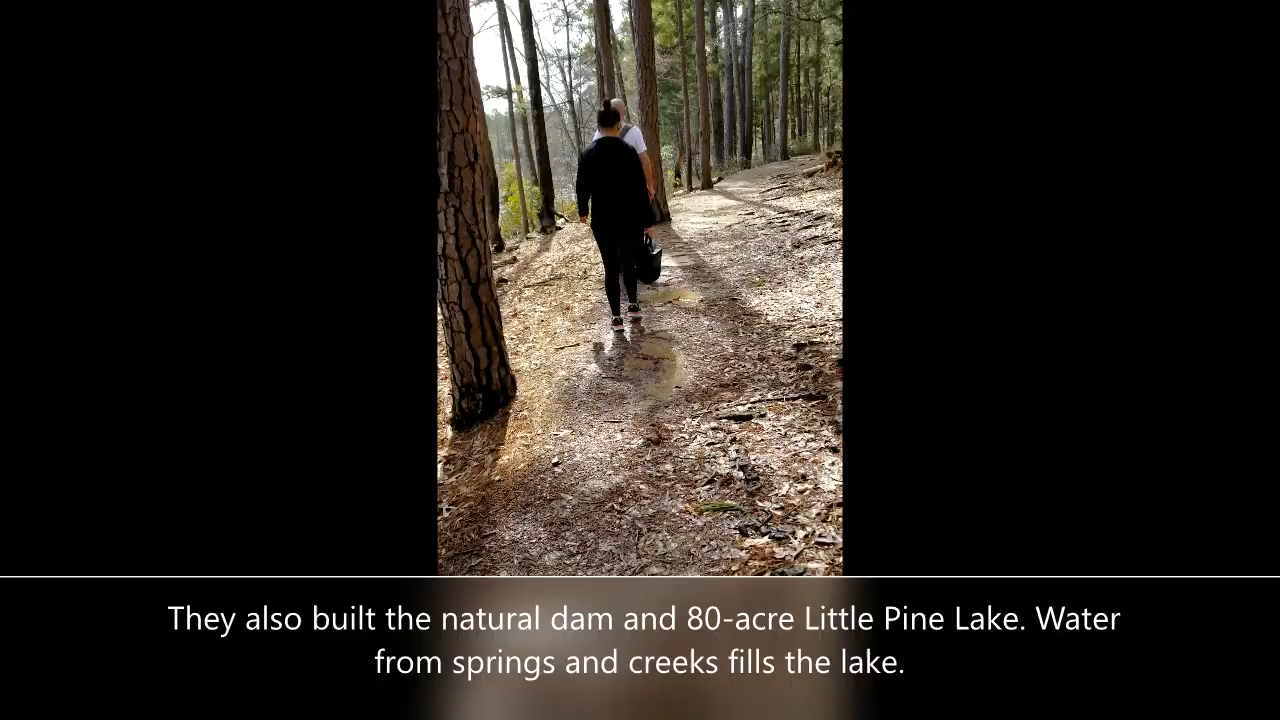 They also built the natural dam and 80-acre Little Pine Lake. Water
from springs and creeks fills the lake.